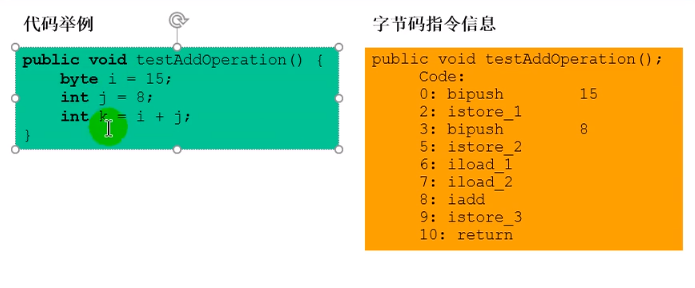 代码举例
public void testAddOperation() {
byte i = 15;
int j = 8;
int k = i + j;
}
字节码指令信息
public void testAddOperation();
Code:
0: bipush 15
2: istore_1
3: bipush 8
5: istore_2
6: iload_1
7: iload_2
8: iadd
9: istore_3
10: return